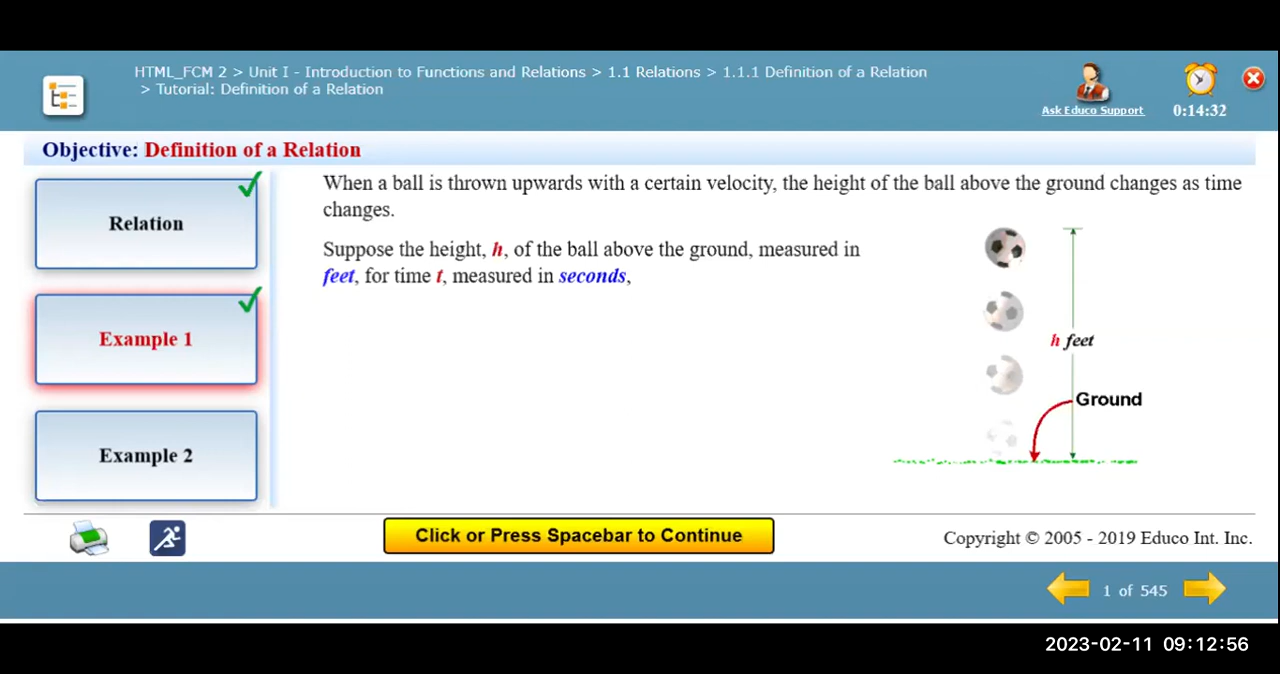 HTML_FCM 2 > Unit I - Introduction to Functions and Relations > 1.1 Relations > 1.1.1 Definition of a Relation
> Tutorial: Definition of a Relation
Ask Educo Support
0:14:32
Objective: Definition of a Relation
Relation
Example 1
Example 2
When a ball is thrown upwards with a certain velocity, the height of the ball above the ground changes as time
changes.
Suppose the height, h, of the ball above the ground, measured in
feet, for time t, measured in seconds,
h feet
Ground
Click or Press Spacebar to Continue
Copyright © 2005 - 2019 Educo Int. Inc.
1 of 545
2023-02-11 09:12:56